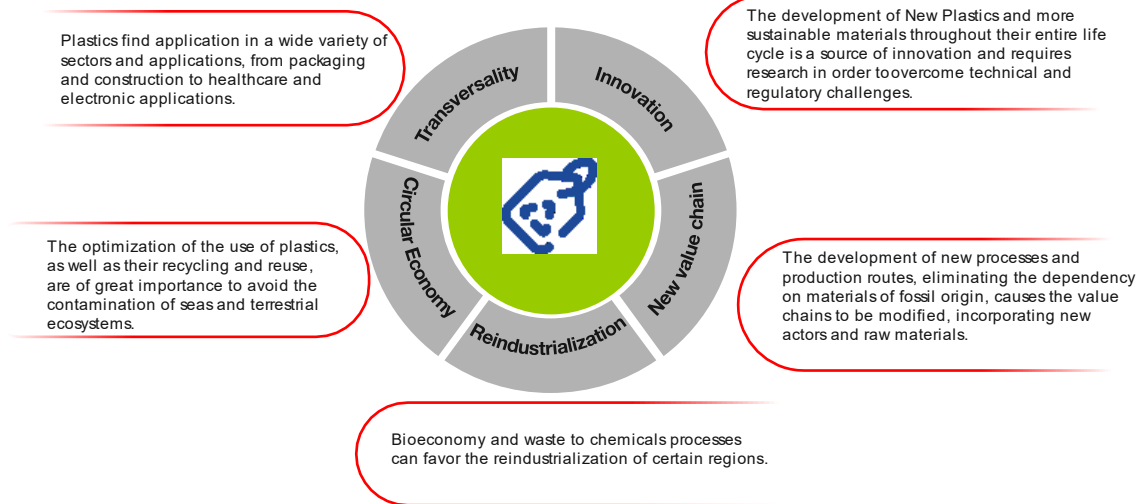 Plastics find application in a wide variety of
sectors and applications, from packaging
and construction to healthcare and
electronic applications.
The development of New Plastics and more
sustainable materials throughout their entire life
cycle is a source of innovation and requires
research in order toovercome technical and
regulatory challenges.
Transversality
Innovation
Circular Economy
New value chain
Reindustrialization
The optimization of the use of plastics,
as well as their recycling and reuse,
are of great importance to avoid the
contamination of seas and terrestrial
ecosystems.
The development of new processes and
production routes, eliminating the dependency
on materials of fossil origin, causes the value
chains to be modified, incorporating new
actors and raw materials.
Bioeconomy and waste to chemicals processes
can favor the reindustrialization of certain regions.